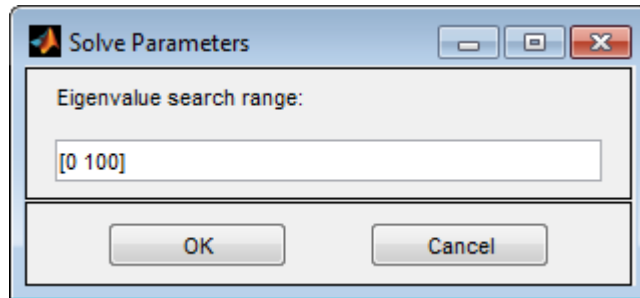 Solve Parameters
Eigenvalue search range:
[0 100]
OK
Cancel